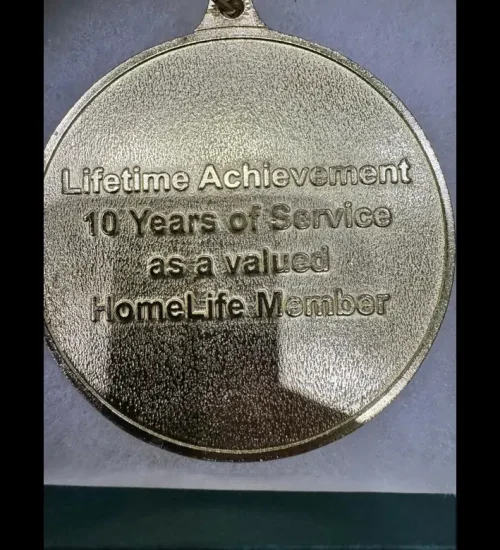 Lifetime Achievement
10 Years of Service
as a valued
HomeLife Member